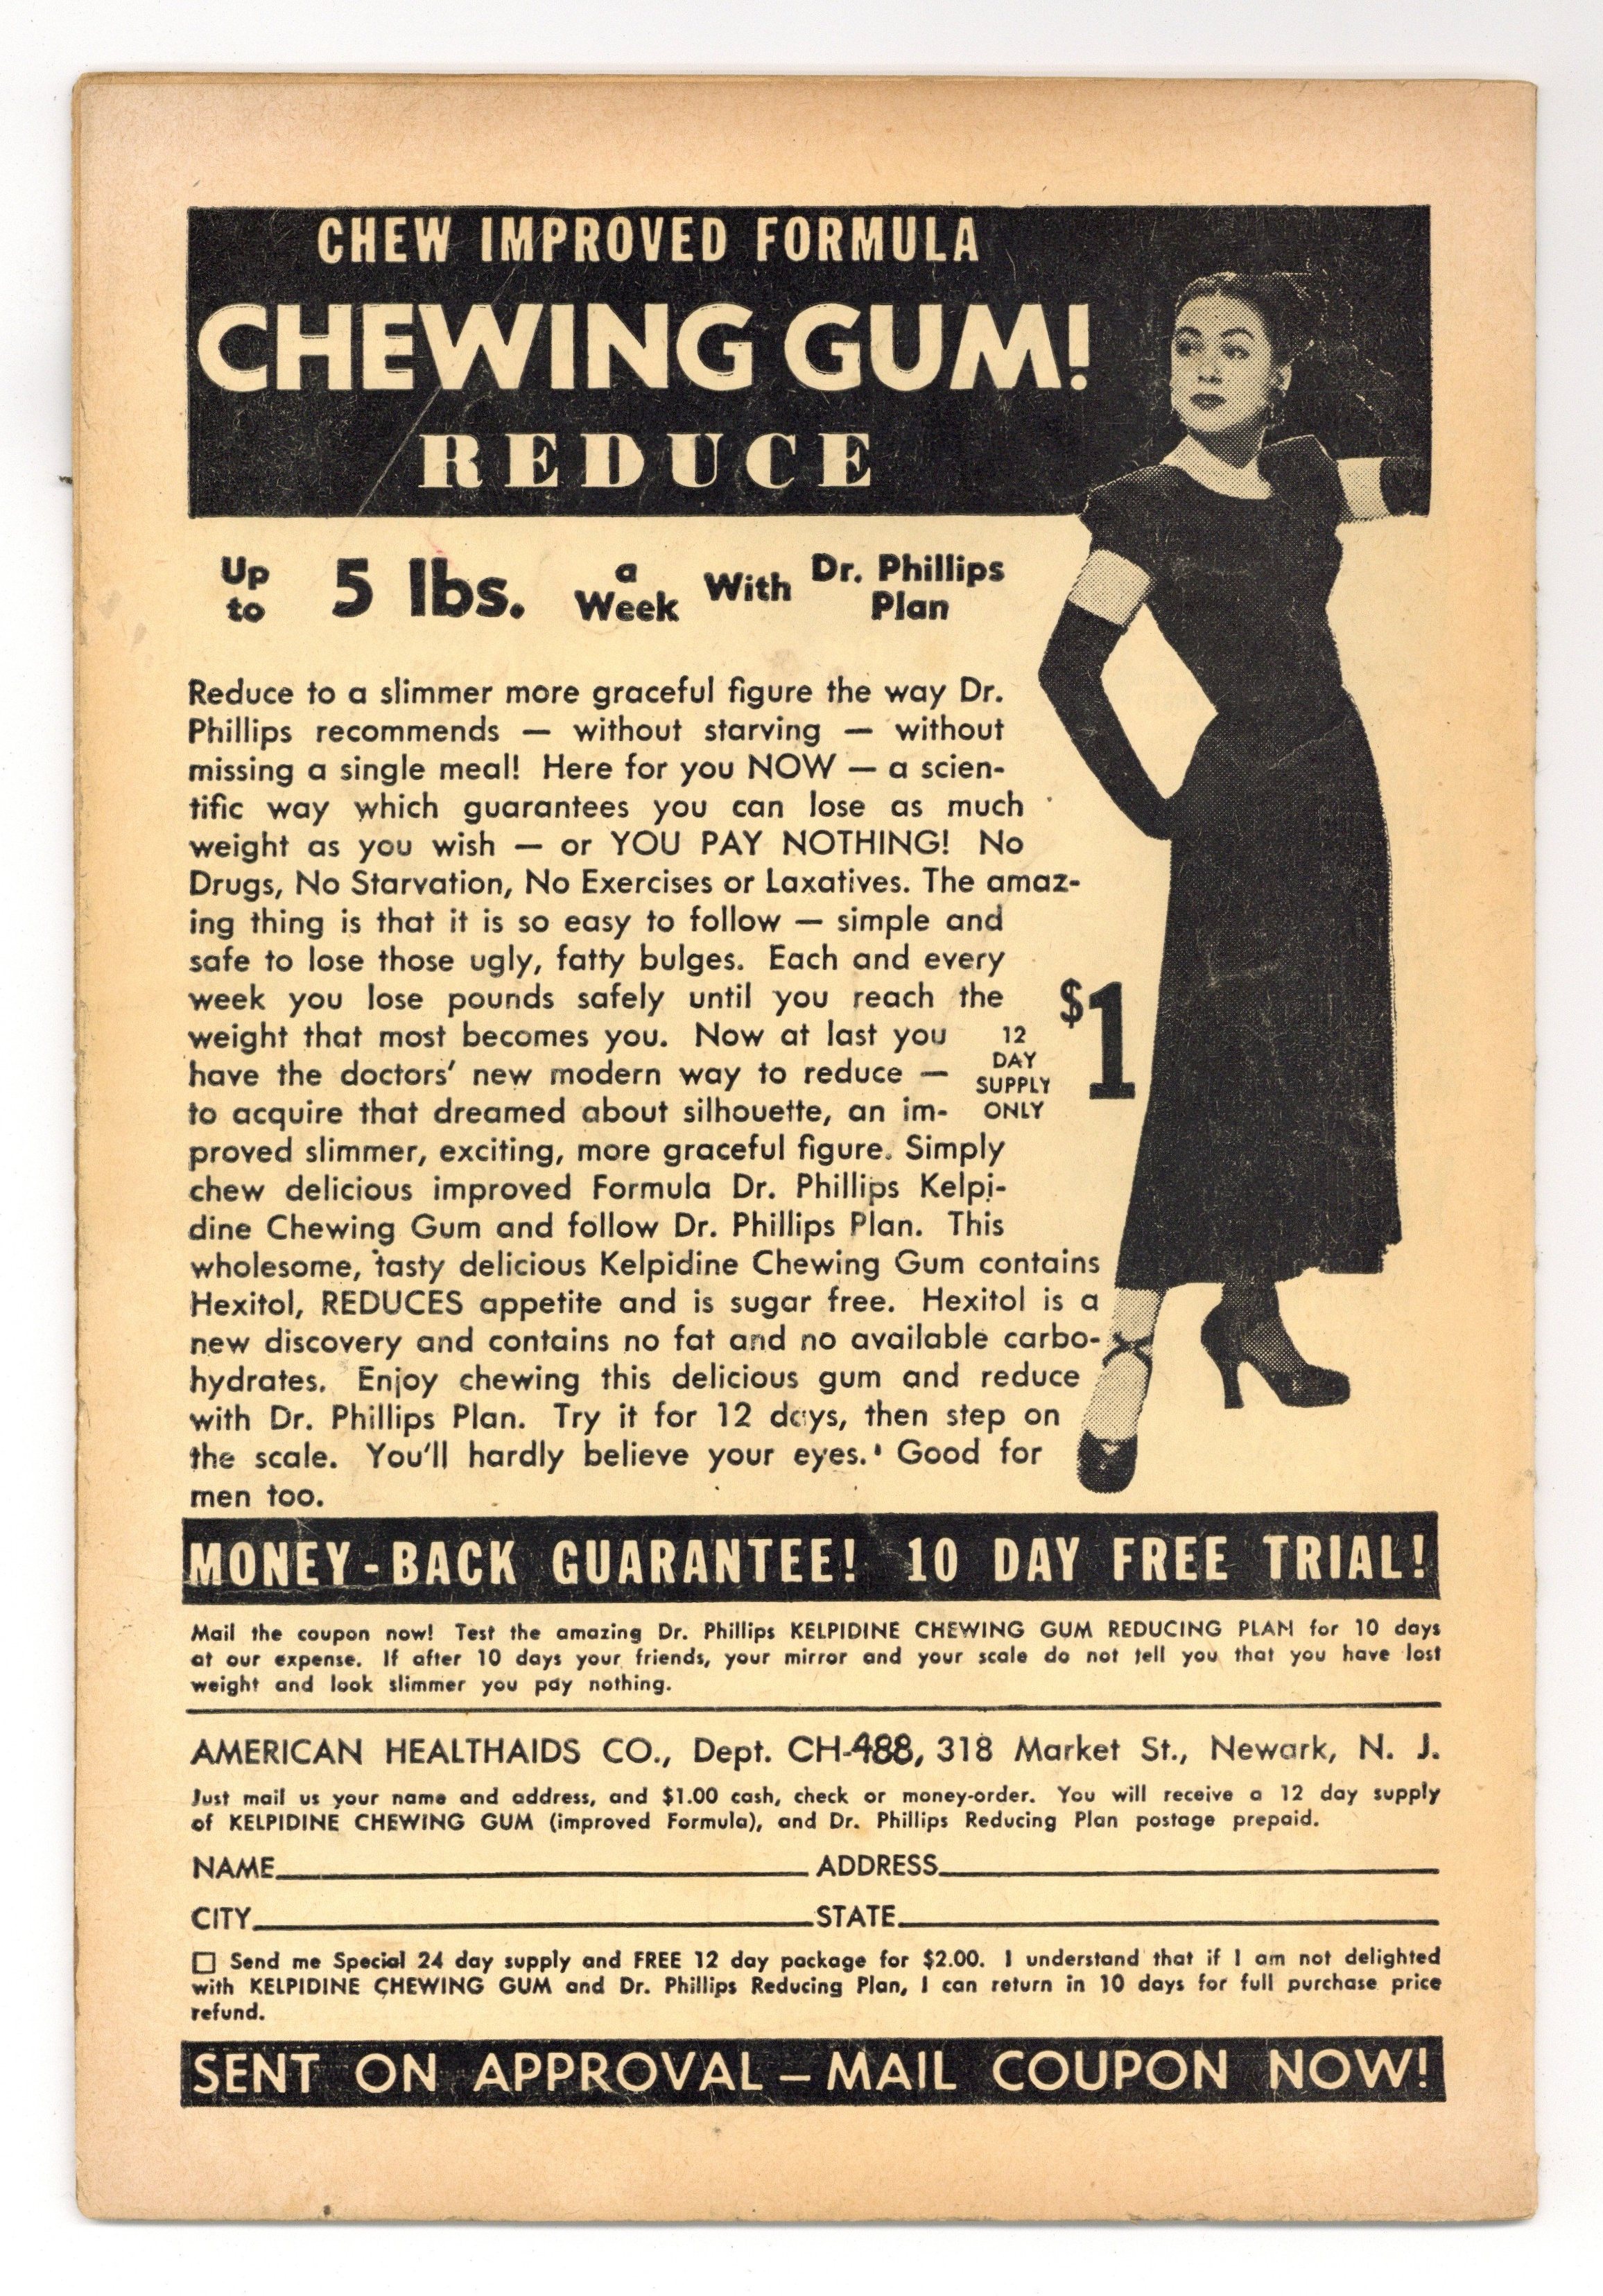 CHEW IMPROVED FORMULA
CHEWING GUM!
REDUCE
Up to 5 lbs. a Week With Dr. Phillips Plan
Reduce to a slimmer more graceful figure the way Dr.
Phillips recommends — without starving — without
missing a single meal! Here for you NOW — a scien-
tific way which guarantees you can lose as much
weight as you wish — or YOU PAY NOTHING! No
Drugs, No Starvation, No Exercises or Laxatives. The amaz-
ing thing is that it is so easy to follow — simple and
safe to lose those ugly, fatty bulges. Each and every
week you lose pounds safely until you reach the
weight that most becomes you. Now at last you
have the doctors' new modern way to reduce —
to acquire that dreamed about silhouette, an im-
proved slimmer, exciting, more graceful figure. Simply
chew delicious improved Formula Dr. Phillips Kelpi-
dine Chewing Gum and follow Dr. Phillips Plan. This
wholesome, tasty delicious Kelpidine Chewing Gum contains
Hexitol, REDUCES appetite and is sugar free. Hexitol is a
new discovery and contains no fat and no available carbo-
hydrates. Enjoy chewing this delicious gum and reduce
with Dr. Phillips Plan. Try it for 12 days, then step on
the scale. You'll hardly believe your eyes. Good for
men too.
12
DAY
SUPPLY
ONLY
$1
MONEY-BACK GUARANTEE! 10 DAY FREE TRIAL!
Mail the coupon now! Test the amazing Dr. Phillips KELPIDINE CHEWING GUM REDUCING PLAN for 10 days
at our expense. If after 10 days your friends, your mirror and your scale do not tell you that you have lost
weight and look slimmer you pay nothing.
AMERICAN HEALTHAIDS CO., Dept. CH-488, 318 Market St., Newark, N. J.
Just mail us your name and address, and $1.00 cash, check or money-order. You will receive a 12 day supply
of KELPIDINE CHEWING GUM (improved Formula), and Dr. Phillips Reducing Plan postage prepaid.
NAME ADDRESS
CITY STATE
Send me Special 24 day supply and FREE 12 day package for $2.00. I understand that if I am not delighted
with KELPIDINE CHEWING GUM and Dr. Phillips Reducing Plan, I can return in 10 days for full purchase price
refund.
SENT ON APPROVAL — MAIL COUPON NOW!